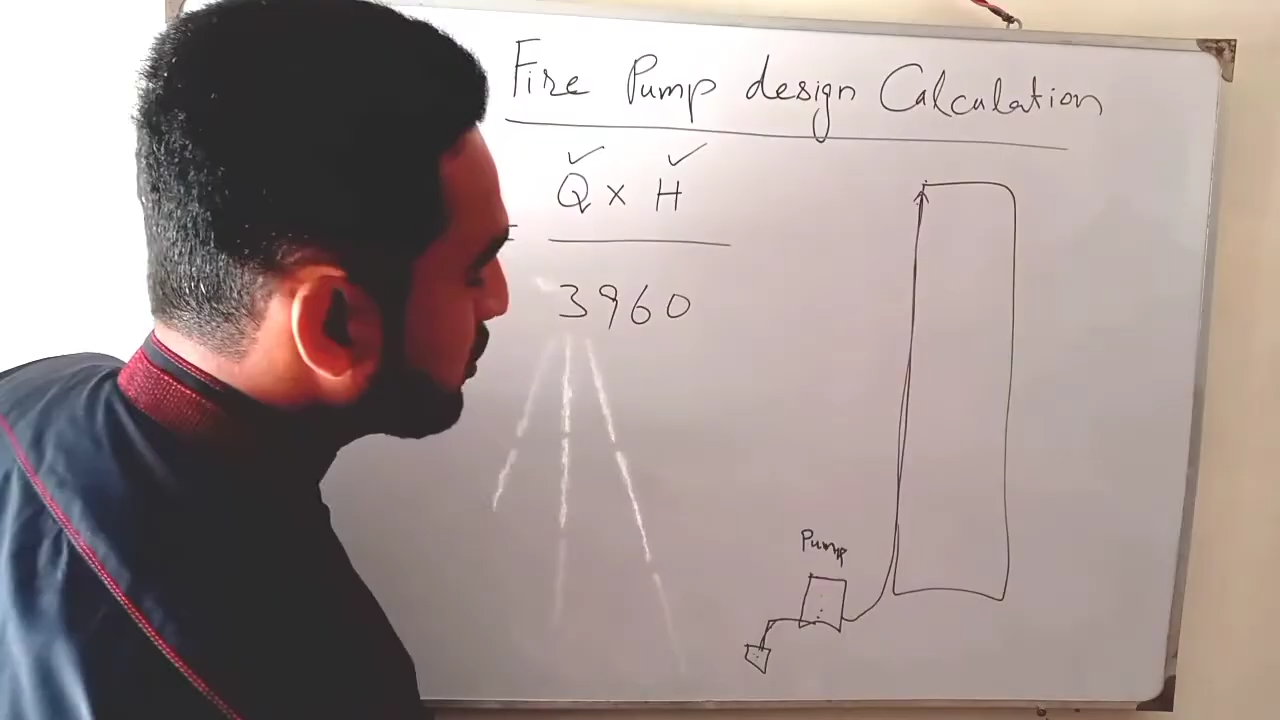 Fire Pump design Calculation
= Q × H
3960
Pump